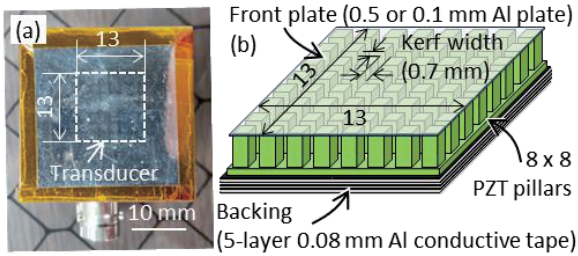 (a)
13
13
Transducer
10 mm
(b)
Front plate (0.5 or 0.1 mm Al plate)
Kerf width
(0.7 mm)
13
13
8 x 8
PZT pillars
Backing
(5-layer 0.08 mm Al conductive tape)